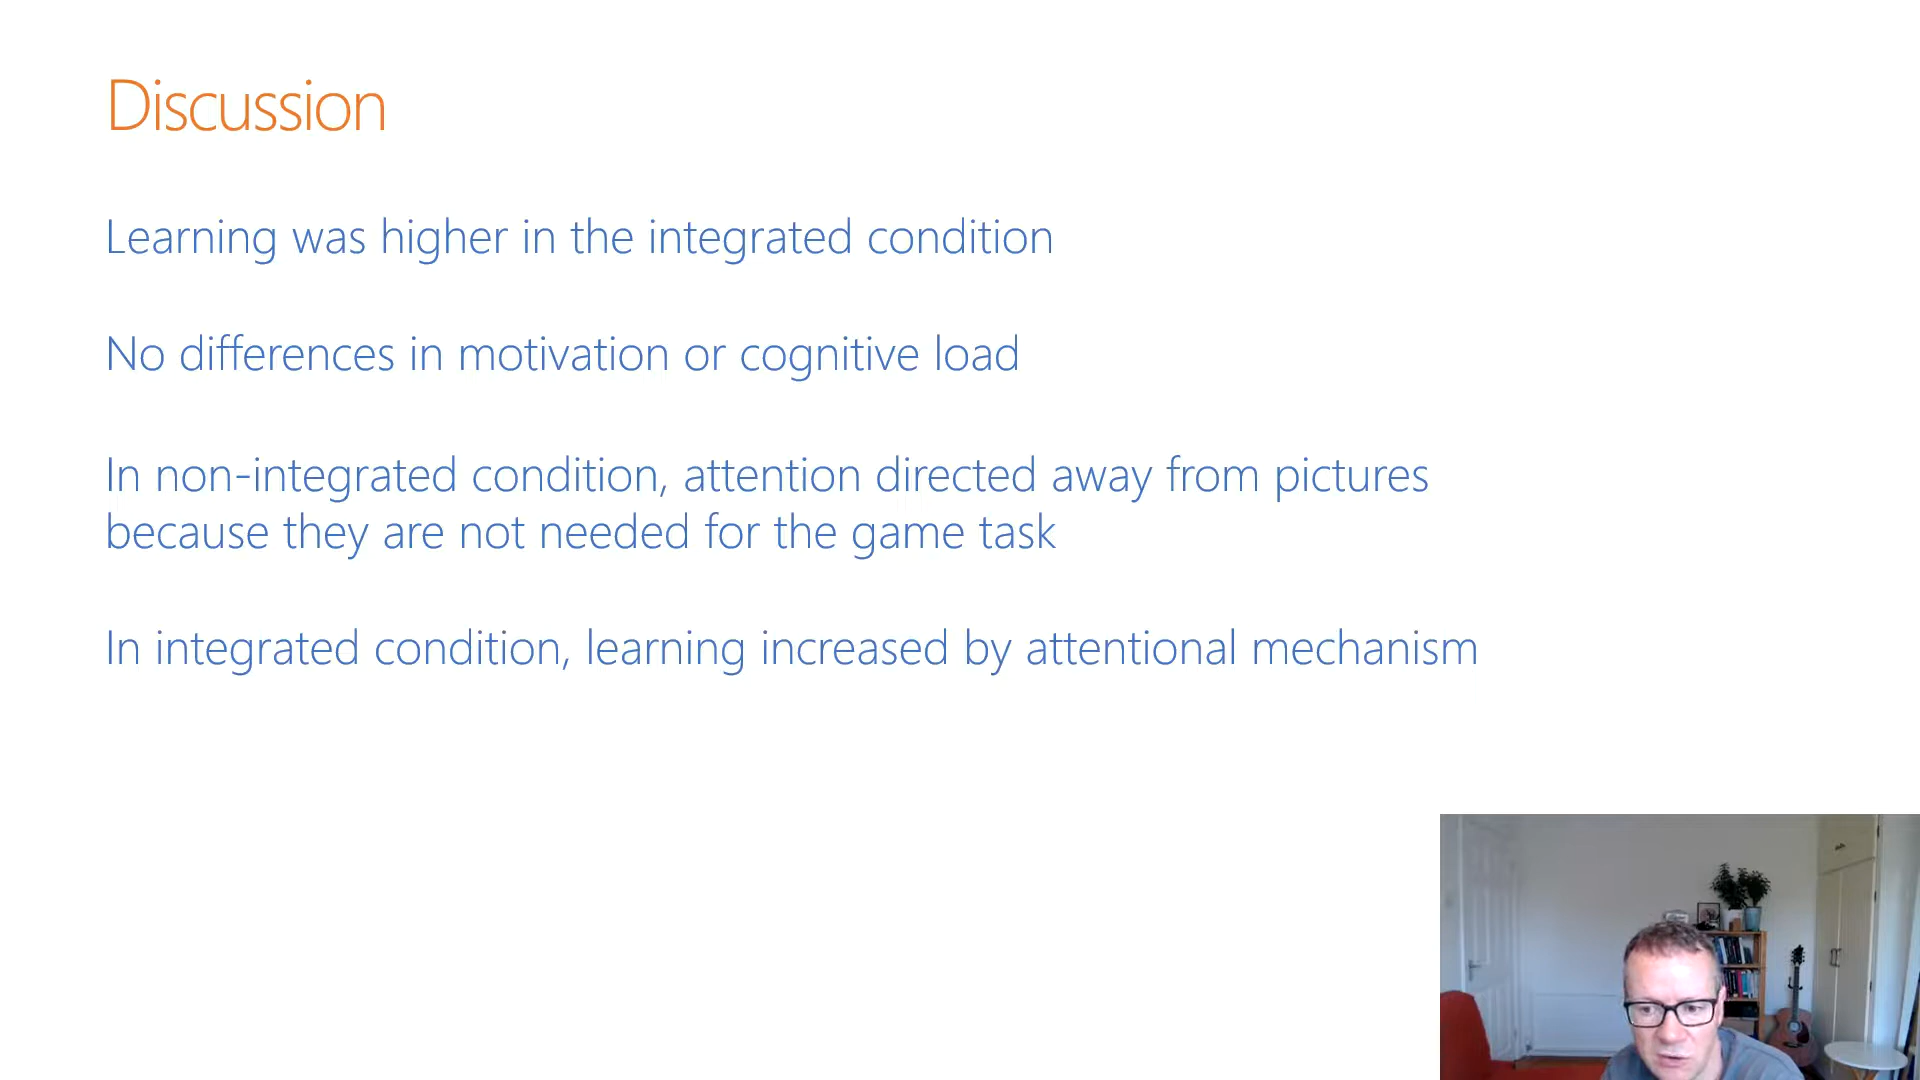 Discussion
Learning was higher in the integrated condition
No differences in motivation or cognitive load
In non-integrated condition, attention directed away from pictures
because they are not needed for the game task
In integrated condition, learning increased by attentional mechanism